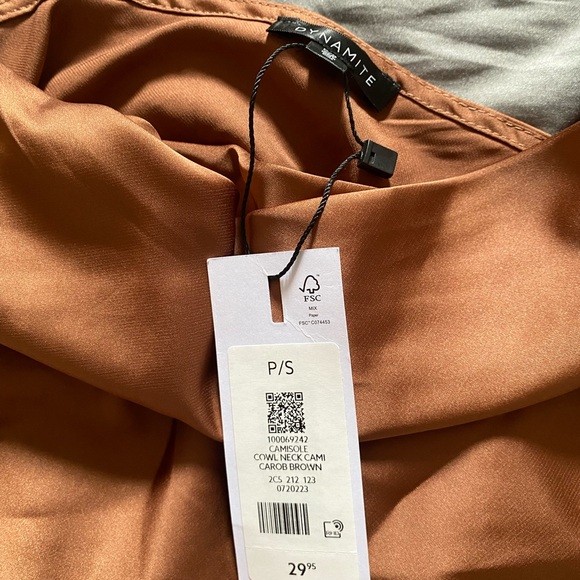 DYNAMITE
FSC
MIX
Paper
FSC® C074453
P/S
100069242
CAMISOLE
COWL NECK CAMI
CAROB BROWN
2C5 212 123
0720223
29.95